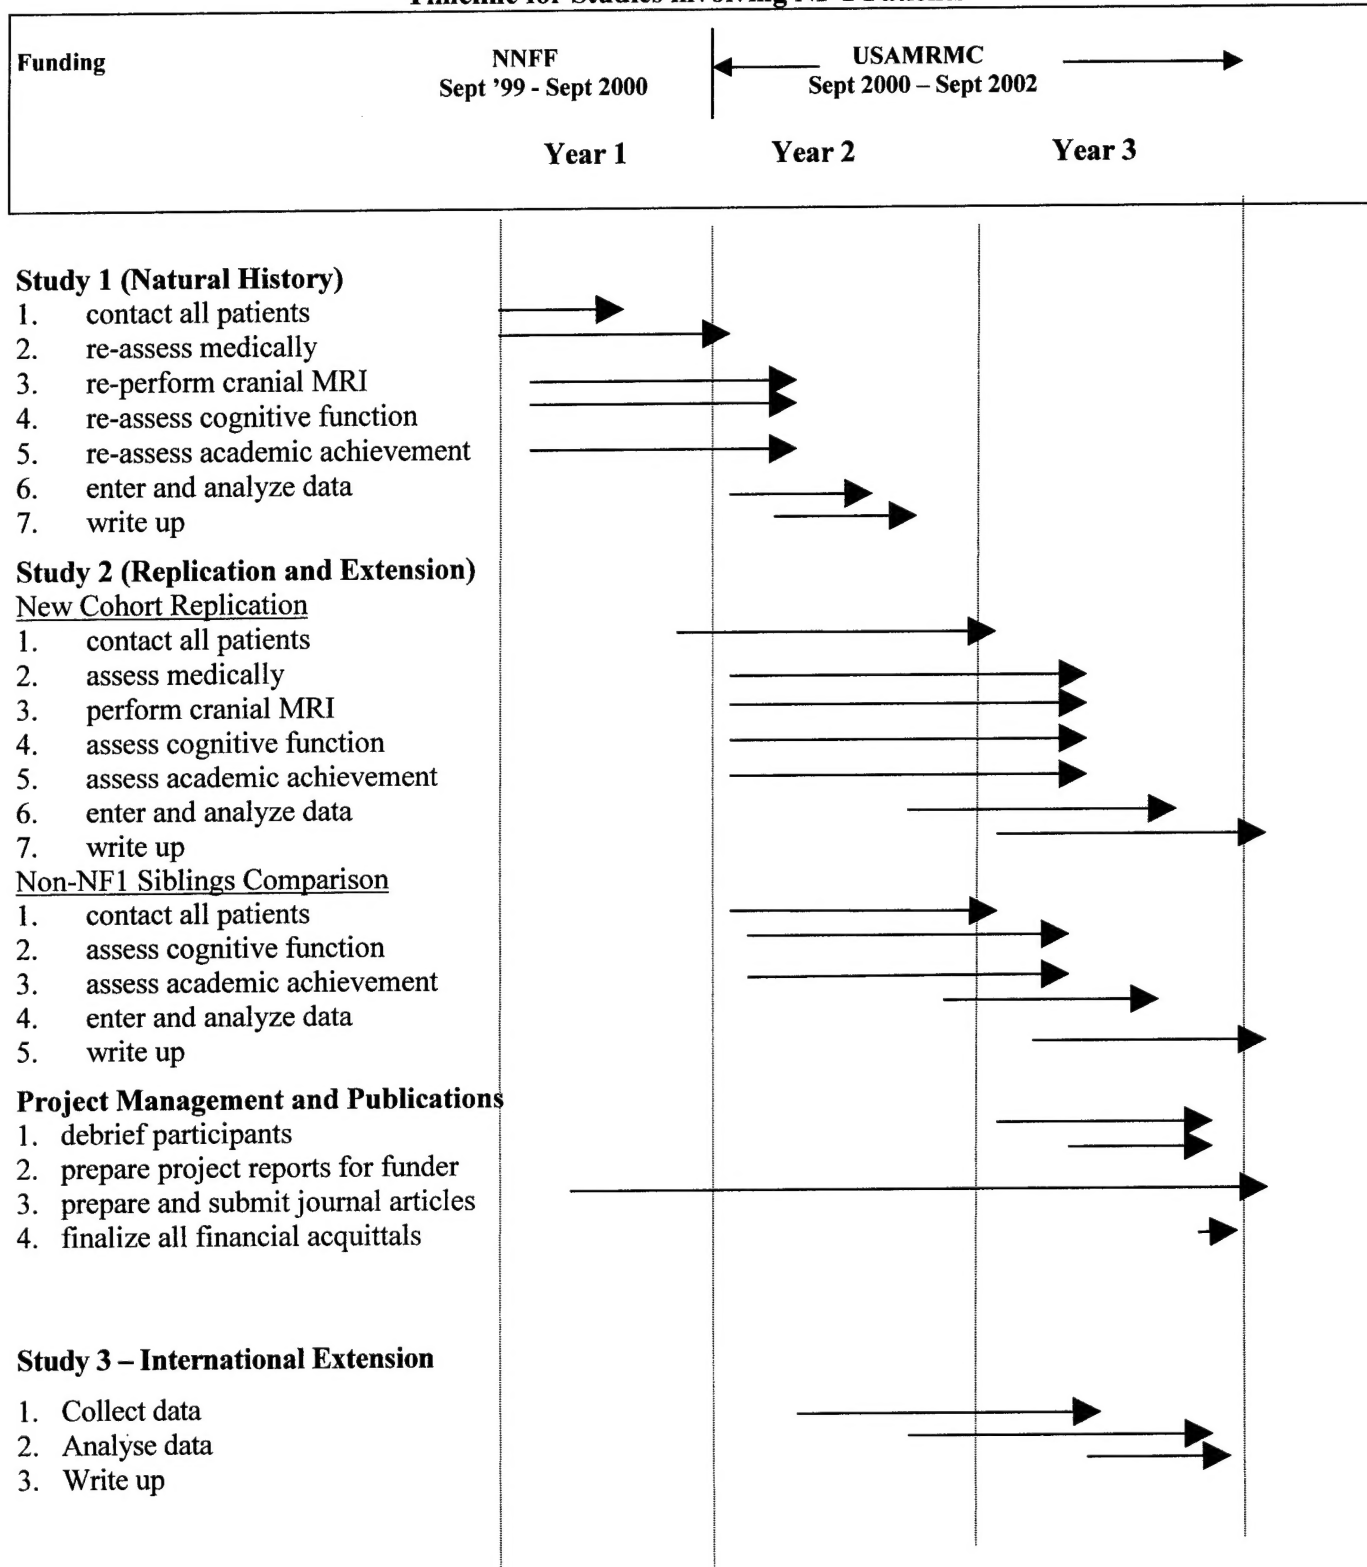 Funding
NNFF
Sept '99 - Sept 2000
USAMRMC
Sept 2000 – Sept 2002
Year 1
Year 2
Year 3
Study 1 (Natural History)
1. contact all patients
2. re-assess medically
3. re-perform cranial MRI
4. re-assess cognitive function
5. re-assess academic achievement
6. enter and analyze data
7. write up
Study 2 (Replication and Extension)
New Cohort Replication
1. contact all patients
2. assess medically
3. perform cranial MRI
4. assess cognitive function
5. assess academic achievement
6. enter and analyze data
7. write up
Non-NF1 Siblings Comparison
1. contact all patients
2. assess cognitive function
3. assess academic achievement
4. enter and analyze data
5. write up
Project Management and Publications
1. debrief participants
2. prepare project reports for funder
3. prepare and submit journal articles
4. finalize all financial acquittals
Study 3 – International Extension
1. Collect data
2. Analyse data
3. Write up